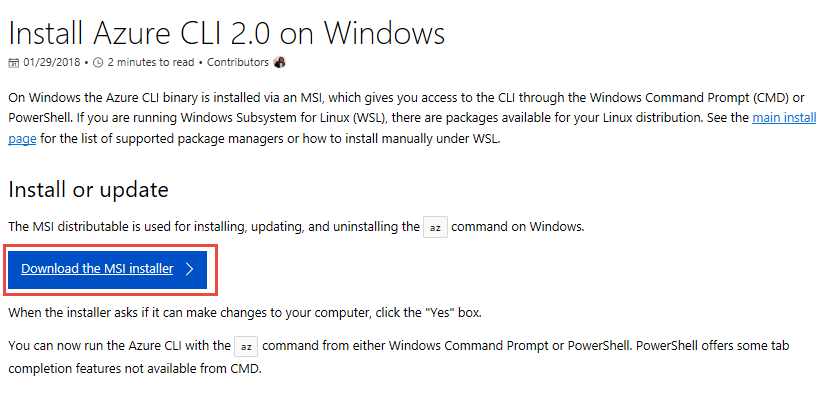 Install Azure CLI 2.0 on Windows
01/29/2018 • 2 minutes to read • Contributors
On Windows the Azure CLI binary is installed via an MSI, which gives you access to the CLI through the Windows Command Prompt (CMD) or
PowerShell. If you are running Windows Subsystem for Linux (WSL), there are packages available for your Linux distribution. See the main install
page for the list of supported package managers or how to install manually under WSL.
Install or update
The MSI distributable is used for installing, updating, and uninstalling the az command on Windows.
Download the MSI installer
When the installer asks if it can make changes to your computer, click the "Yes" box.
You can now run the Azure CLI with the az command from either Windows Command Prompt or PowerShell. PowerShell offers some tab
completion features not available from CMD.